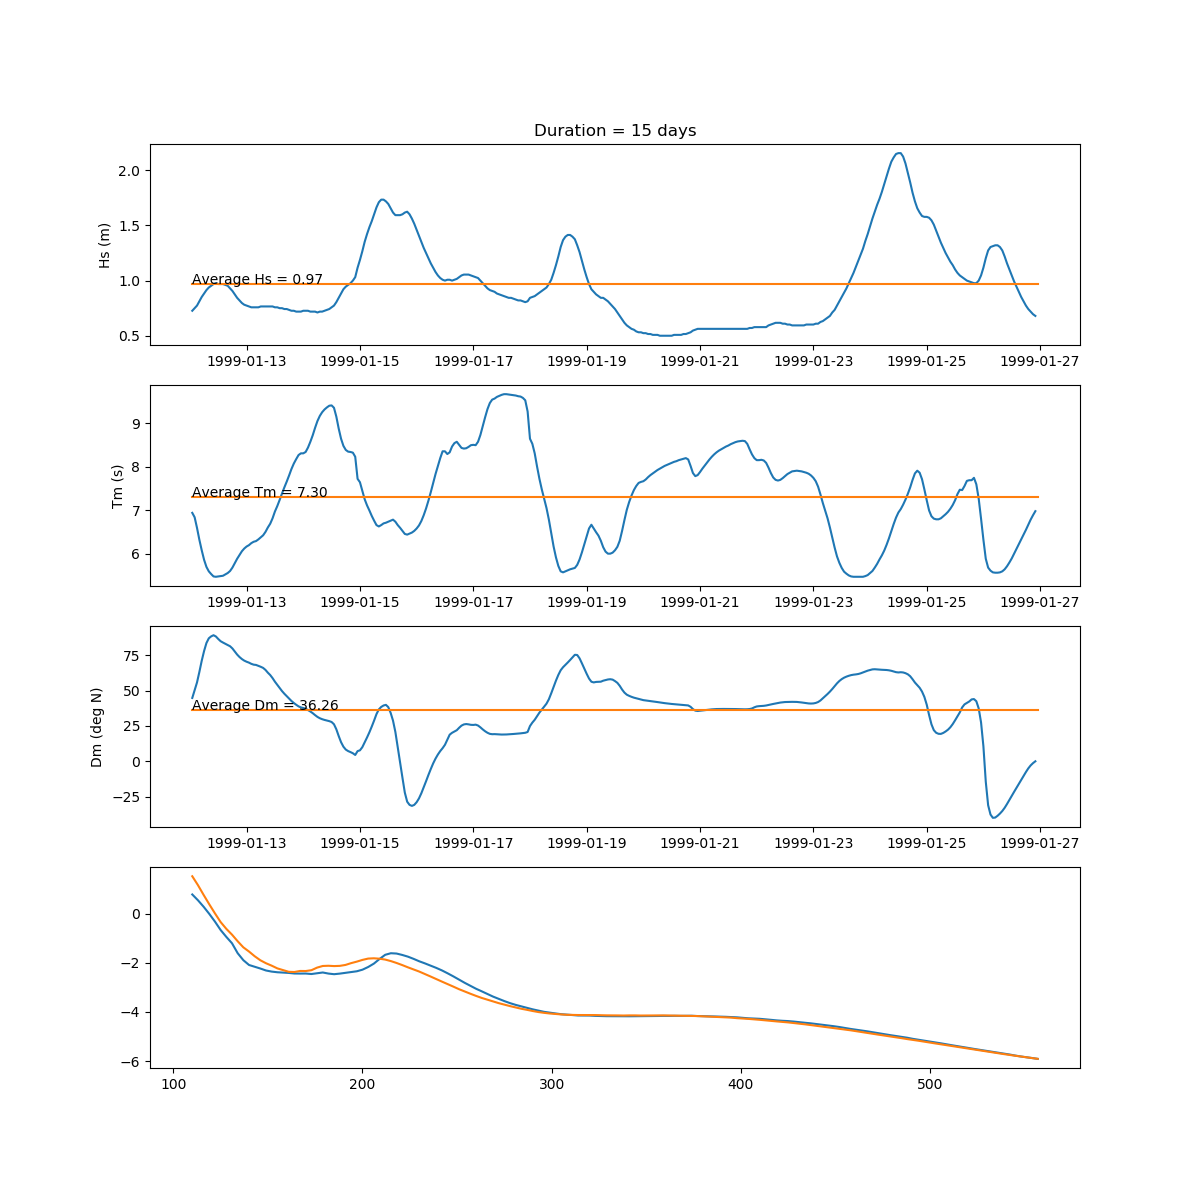 Duration = 15 days
Hs (m)
2.0
1.5
1.0
0.5
Average Hs = 0.97
1999-01-13 1999-01-15 1999-01-17 1999-01-19 1999-01-21 1999-01-23 1999-01-25 1999-01-27
Tm (s)
9
8
7
6
Average Tm = 7.30
1999-01-13 1999-01-15 1999-01-17 1999-01-19 1999-01-21 1999-01-23 1999-01-25 1999-01-27
Dm (deg N)
75
50
25
0
−25
Average Dm = 36.26
1999-01-13 1999-01-15 1999-01-17 1999-01-19 1999-01-21 1999-01-23 1999-01-25 1999-01-27
0
−2
−4
−6
100 200 300 400 500